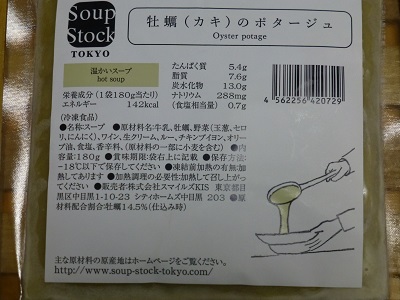 Soup
Stock
TOKYO
牡蠣(カキ)のポタージュ
Oyster potage
温かいスープ
hot soup
栄養成分(1袋180g当たり)
エネルギー 142kcal
たんぱく質 5.4g
脂質 7.6g
炭水化物 13.0g
ナトリウム 288mg
(食塩相当量) 0.7g
4562256420729
(冷凍食品)
●名称:スープ ●原材料名:牛乳、牡蠣、野菜(玉葱、セロ
リ、にんにく)、ワイン、生クリーム、ルー、チキンブイヨン、オリー
ブ油、食塩、香辛料、(原材料の一部に小麦を含む) ●内
容量:180g ●賞味期限:袋右上に記載 ●保存方法:
-18℃以下で保存してください ●凍結前加熱の有無:加
熱してあります ●加熱調理の必要性:加熱して召し上がっ
てください ●販売者:株式会社スマイルズKIS 東京都目
黒区中目黒1-10-23 シティホームズ中目黒 203 ●原
材料配合割合:牡蠣14.5%(仕込み時)
主な原材料の原産地はホームページをご覧ください。
http://www.soup-stock-tokyo.com/